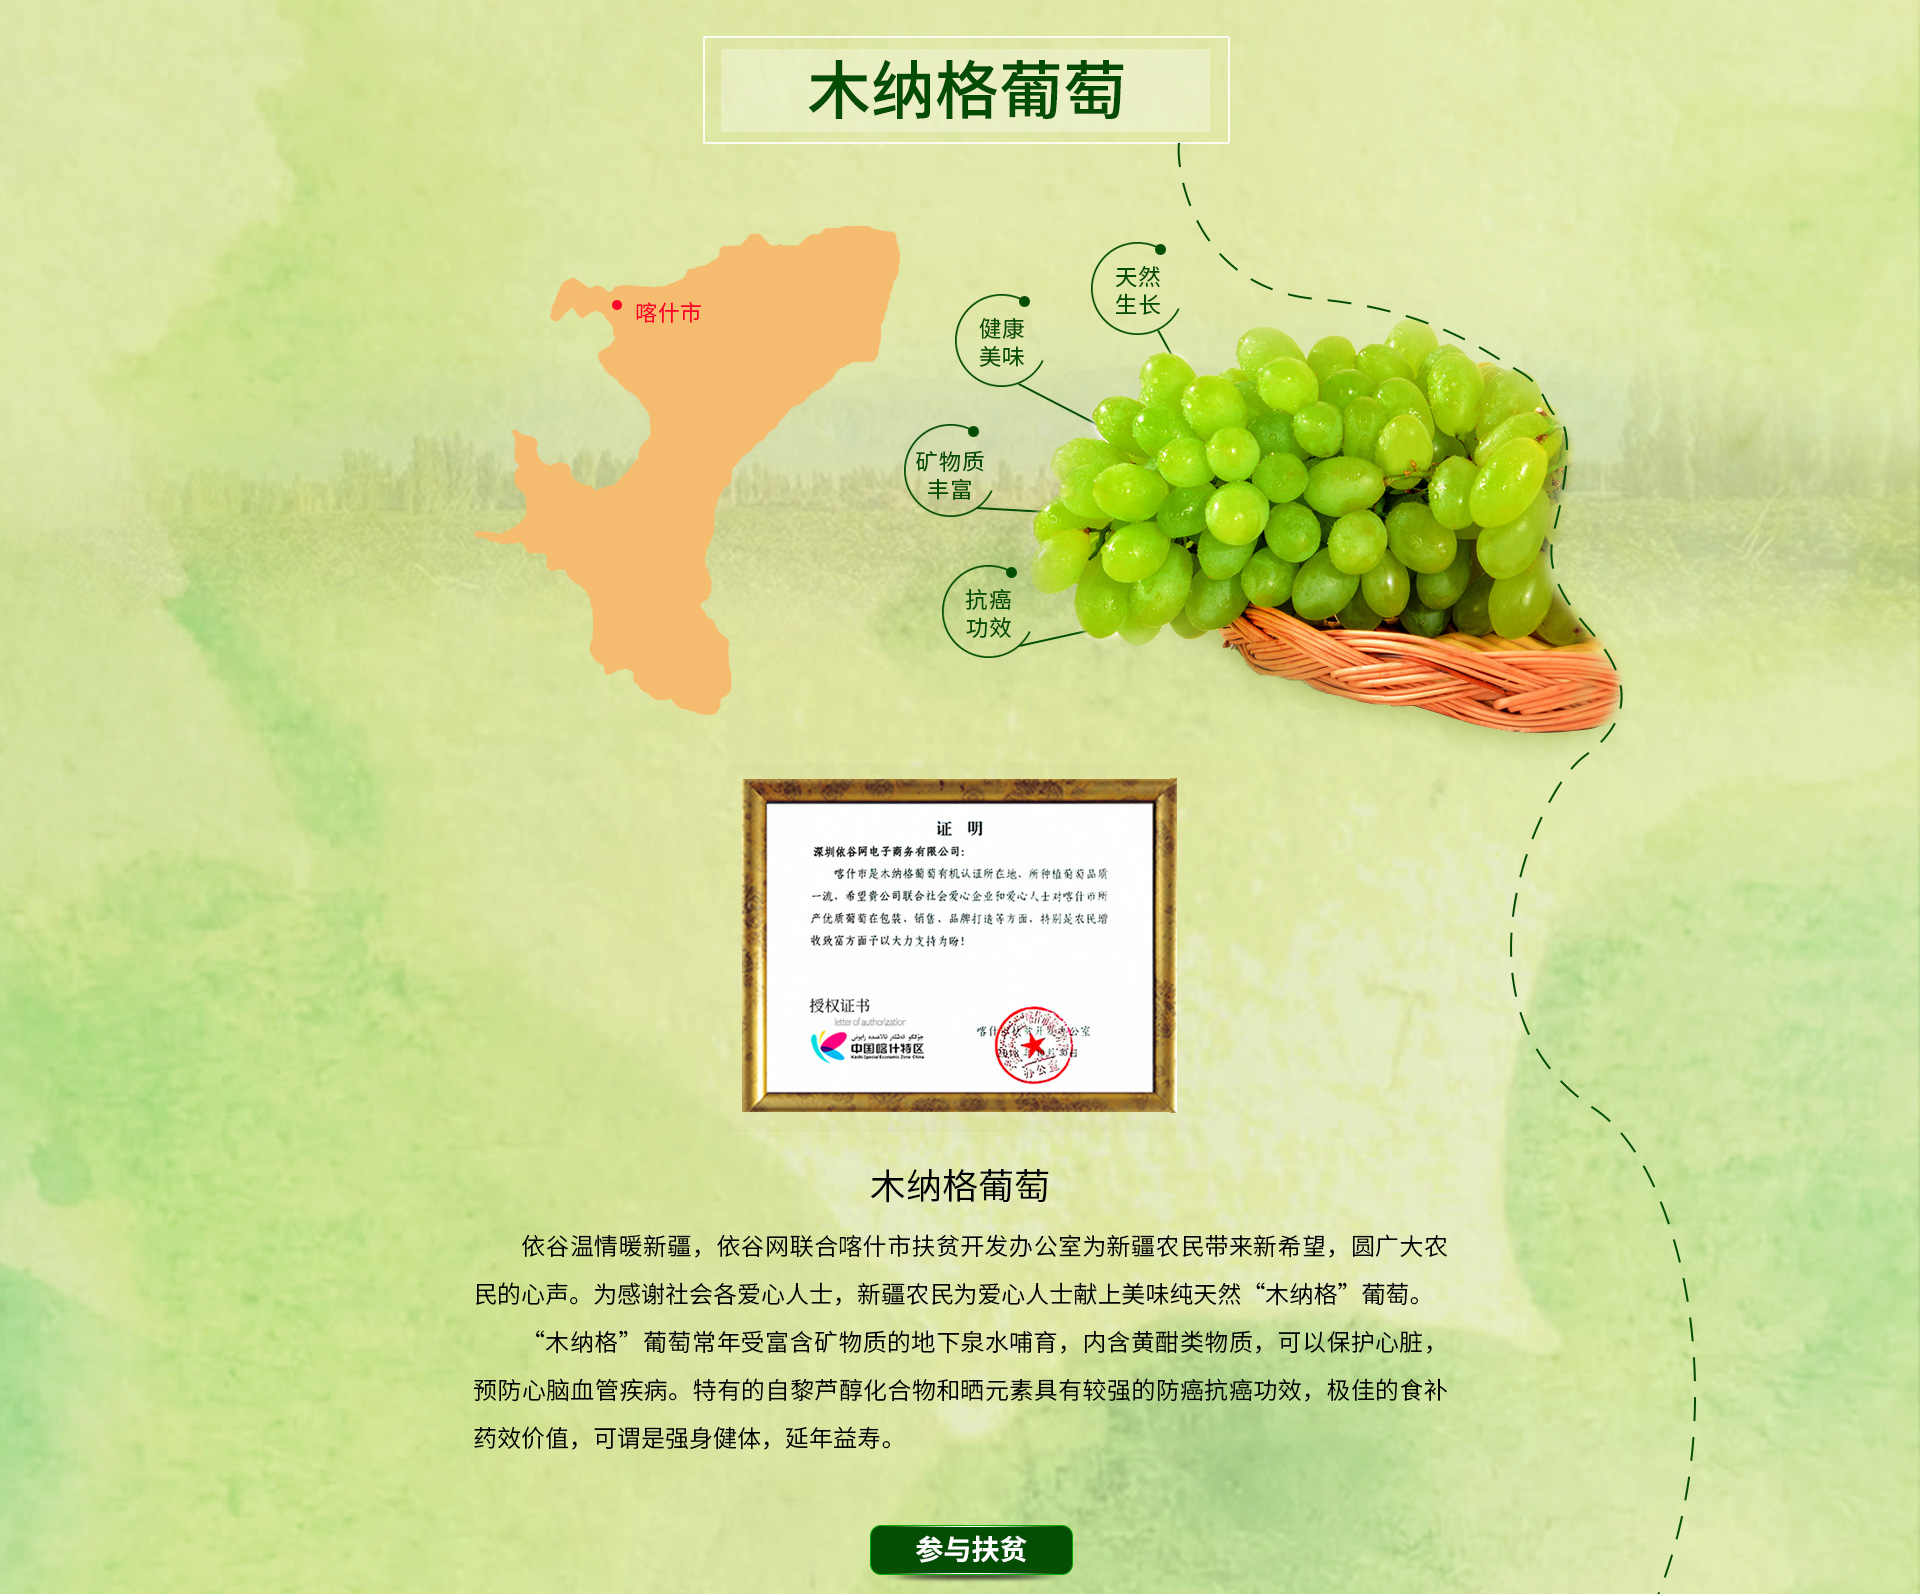 木纳格葡萄
喀什市
天然
生长
健康
美味
矿物质
丰富
抗癌
功效
证 明
深圳依谷网电子商务有限公司：
喀什市是木纳格葡萄有机认证所在地、所种植葡萄品质
一流，希望贵公司联合社会爱心企业和爱心人士对喀什市所
产优质葡萄在包装、销售、品牌打造等方面，特别是农民增
收致富方面予以大力支持为盼！
授权证书
letter of authorization
中国喀什特区
Kashi Special Economic Zone China
喀什市扶贫开发办公室
木纳格葡萄
依谷温情暖新疆，依谷网联合喀什市扶贫开发办公室为新疆农民带来新希望，圆广大农
民的心声。为感谢社会各爱心人士，新疆农民为爱心人士献上美味纯天然“木纳格”葡萄。
“木纳格”葡萄常年受富含矿物质的地下泉水哺育，内含黄酣类物质，可以保护心脏，
预防心脑血管疾病。特有的自黎芦醇化合物和晒元素具有较强的防癌抗癌功效，极佳的食补
药效价值，可谓是强身健体，延年益寿。
参与扶贫